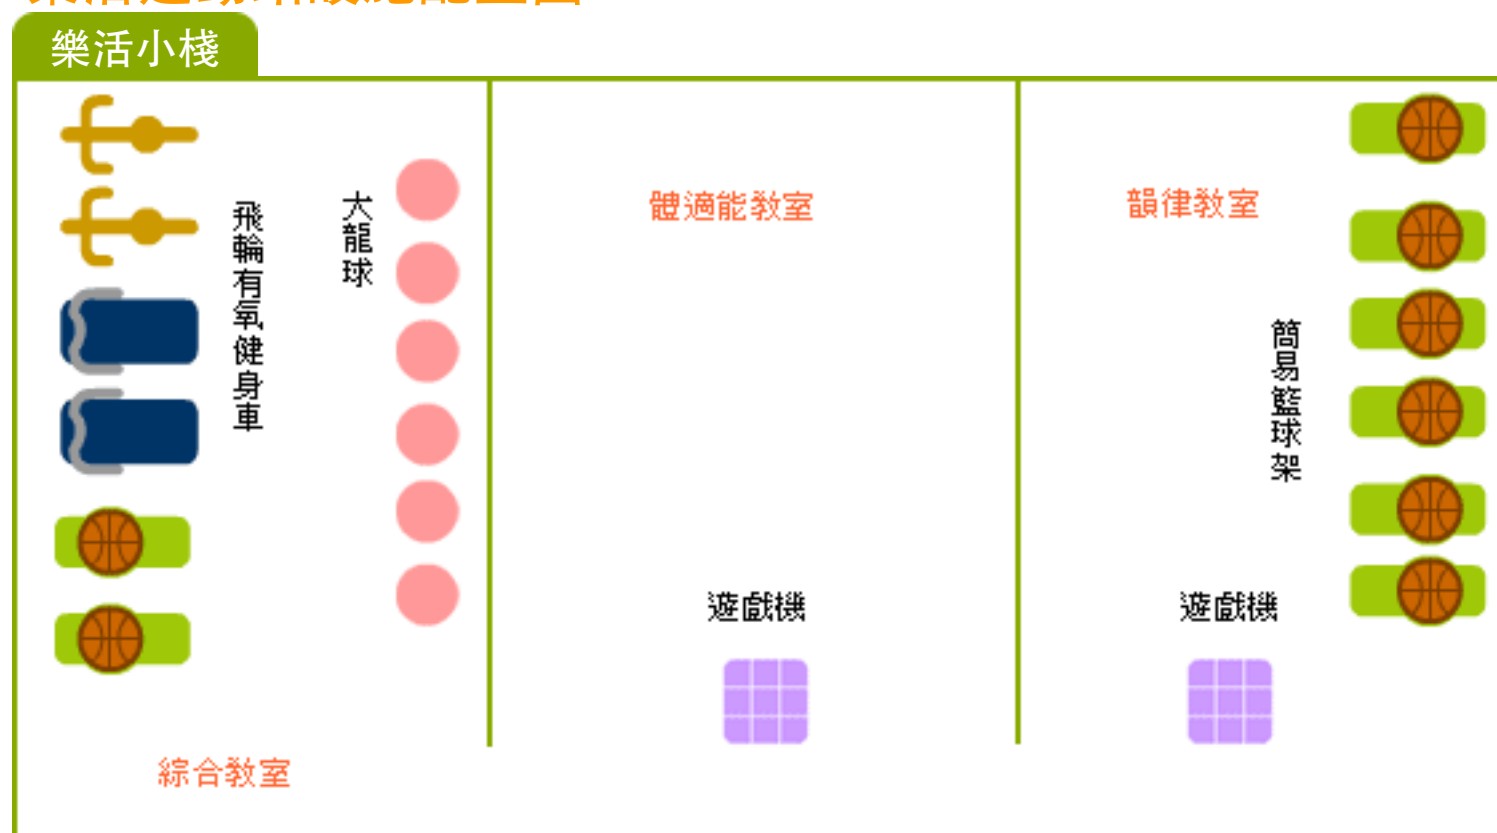 樂活小棧
飛輪有氧健身車
大龍球
體適能教室
韻律教室
簡易籃球架
遊戲機
遊戲機
綜合教室